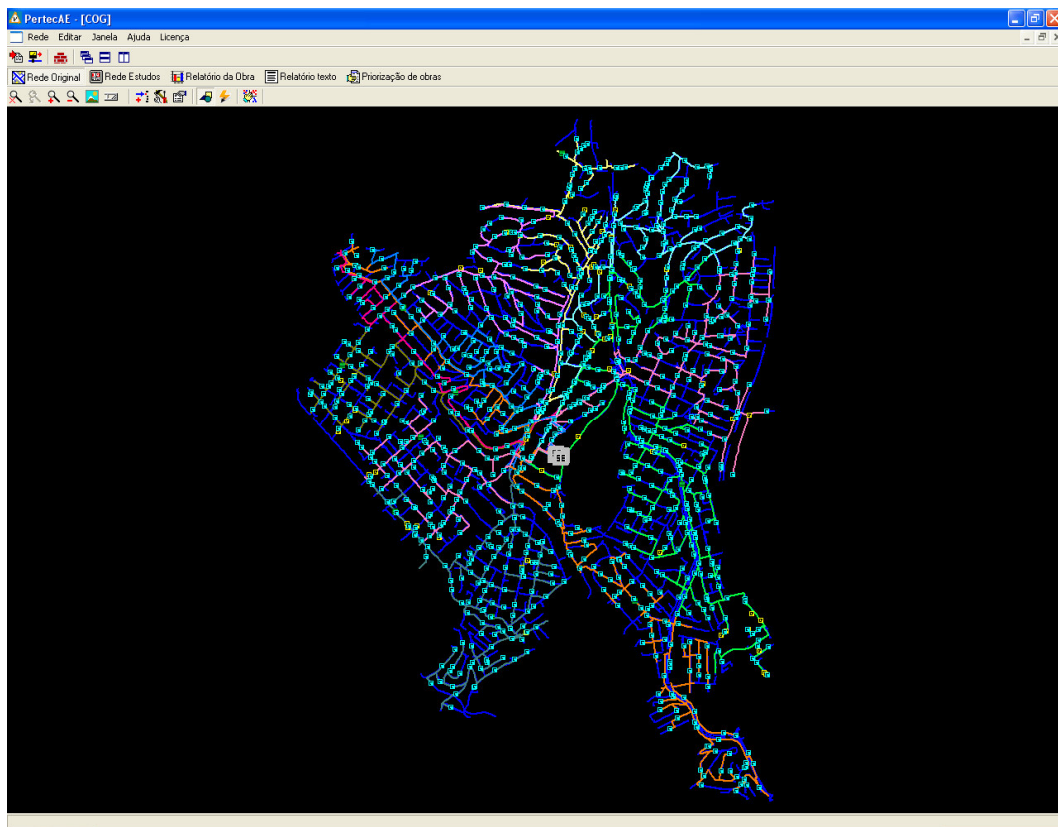 PertecAE - [COG]
Rede Editar Janela Ajuda Licença
Rede Original Rede Estudos Relatório da Obra Relatório texto Priorização de obras
SE